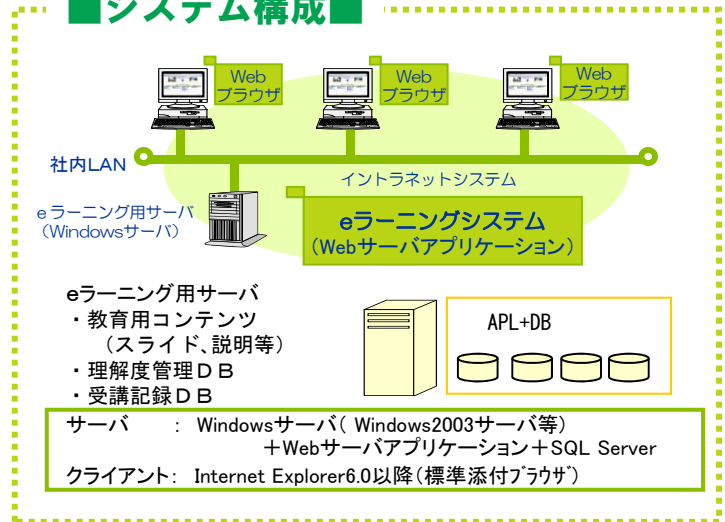 ■システム構成■
Web
ブラウザ
Web
ブラウザ
Web
ブラウザ
社内LAN
イントラネットシステム
eラーニング用サーバ
（Windowsサーバ）
eラーニングシステム
（Webサーバアプリケーション）
eラーニング用サーバ
・教育用コンテンツ
（スライド、説明等）
・理解度管理ＤＢ
・受講記録ＤＢ
APL+DB
サーバ　　：　Windowsサーバ( Windows2003サーバ等）
＋Webサーバアプリケーション＋SQL Server
クライアント：　Internet Explorer6.0以降（標準添付ﾌﾞﾗｳｻﾞ）